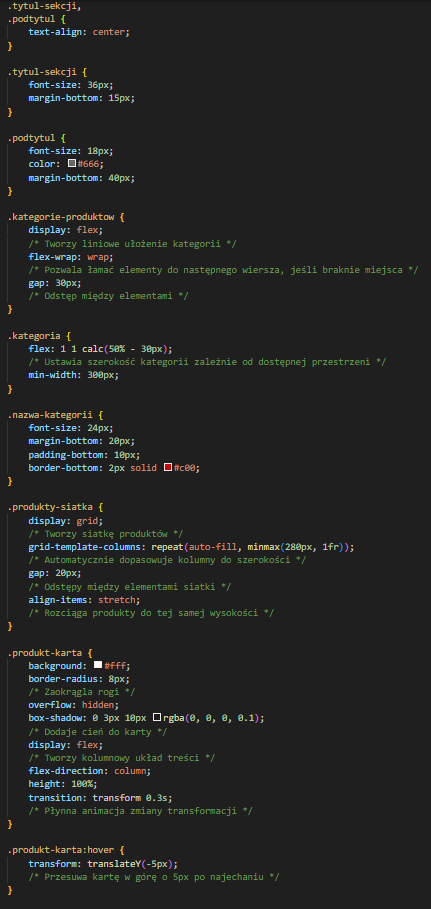 .tytul-sekcji,
.podtytul {
    text-align: center;
}

.tytul-sekcji {
    font-size: 36px;
    margin-bottom: 15px;
}

.podtytul {
    font-size: 18px;
    color: #666;
    margin-bottom: 40px;
}

.kategorie-produktow {
    display: flex;
    /* Tworzy liniowe ułożenie kategorii */
    flex-wrap: wrap;
    /* Pozwala łamać elementy do następnego wiersza, jeśli braknie miejsca */
    gap: 30px;
    /* Odstęp między elementami */
}

.kategoria {
    flex: 1 1 calc(50% - 30px);
    /* Ustawia szerokość kategorii zależnie od dostępnej przestrzeni */
    min-width: 300px;
}

.nazwa-kategorii {
    font-size: 24px;
    margin-bottom: 20px;
    padding-bottom: 10px;
    border-bottom: 2px solid #c00;
}

.produkty-siatka {
    display: grid;
    /* Tworzy siatkę produktów */
    grid-template-columns: repeat(auto-fill, minmax(280px, 1fr));
    /* Automatycznie dopasowuje kolumny do szerokości */
    gap: 20px;
    /* Odstępy między elementami siatki */
    align-items: stretch;
    /* Rozciąga produkty do tej samej wysokości */
}

.produkt-karta {
    background: #fff;
    border-radius: 8px;
    /* Zaokrągla rogi */
    overflow: hidden;
    box-shadow: 0 3px 10px rgba(0, 0, 0, 0.1);
    /* Dodaje cień do karty */
    display: flex;
    /* Tworzy kolumnowy układ treści */
    flex-direction: column;
    height: 100%;
    transition: transform 0.3s;
    /* Płynna animacja zmiany transformacji */
}

.produkt-karta:hover {
    transform: translateY(-5px);
    /* Przesuwa kartę w górę o 5px po najechaniu */
}